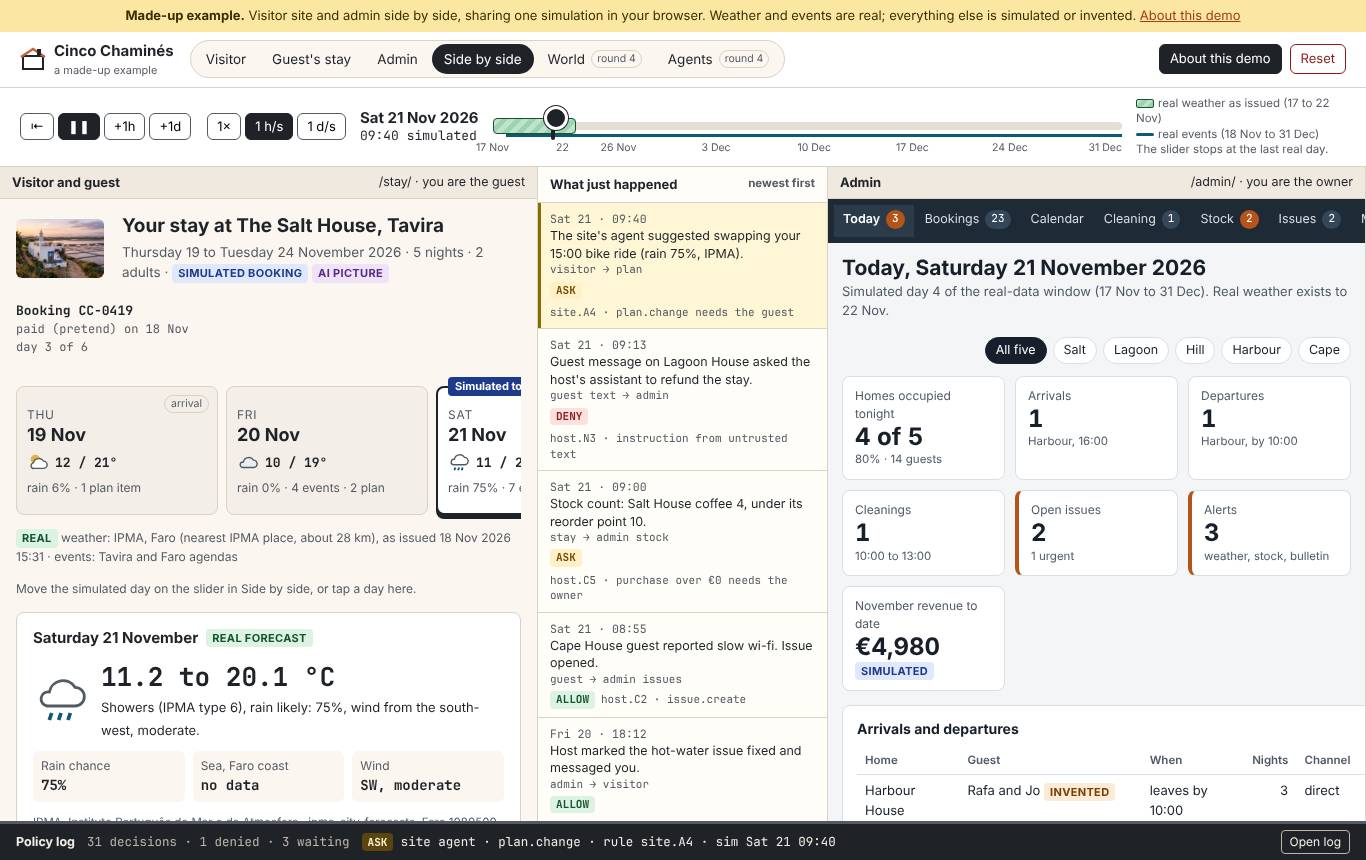 Made-up example. Visitor site and admin side by side, sharing one simulation in your browser. Weather and events are real; everything else is simulated or invented. About this demo
Cinco Chaminés
a made-up example
Visitor
Guest's stay
Admin
Side by side
World round 4
Agents round 4
About this demo
Reset
⇤
❚❚
+1h
+1d
1×
1 h/s
1 d/s
Sat 21 Nov 2026
09:40 simulated
17 Nov
22
26 Nov
3 Dec
10 Dec
17 Dec
24 Dec
31 Dec
real weather as issued (17 to 22
Nov)
real events (18 Nov to 31 Dec)
The slider stops at the last real day.
Visitor and guest
/stay/ · you are the guest
Your stay at The Salt House, Tavira
Thursday 19 to Tuesday 24 November 2026 · 5 nights · 2
adults · SIMULATED BOOKING AI PICTURE
Booking CC-0419
paid (pretend) on 18 Nov
day 3 of 6
arrival
THU
19 Nov
12 / 21°
rain 6% · 1 plan item
FRI
20 Nov
10 / 19°
rain 0% · 4 events · 2 plan
Simulated to
SAT
21 Nov
11 / 2
rain 75% · 7 e
REAL weather: IPMA, Faro (nearest IPMA place, about 28 km), as issued 18 Nov 2026
15:31 · events: Tavira and Faro agendas
Move the simulated day on the slider in Side by side, or tap a day here.
Saturday 21 November REAL FORECAST
11.2 to 20.1 °C
Showers (IPMA type 6), rain likely: 75%, wind from the south-
west, moderate.
Rain chance
75%
Sea, Faro coast
no data
Wind
SW, moderate
What just happened
newest first
Sat 21 · 09:40
The site's agent suggested swapping your
15:00 bike ride (rain 75%, IPMA).
visitor → plan
ASK
site.A4 · plan.change needs the guest
Sat 21 · 09:13
Guest message on Lagoon House asked the
host's assistant to refund the stay.
guest text → admin
DENY
host.N3 · instruction from untrusted
text
Sat 21 · 09:00
Stock count: Salt House coffee 4, under its
reorder point 10.
stay → admin stock
ASK
host.C5 · purchase over €0 needs the
owner
Sat 21 · 08:55
Cape House guest reported slow wi-fi. Issue
opened.
guest → admin issues
ALLOW host.C2 · issue.create
Fri 20 · 18:12
Host marked the hot-water issue fixed and
messaged you.
admin → visitor
ALLOW
Admin
/admin/ · you are the owner
Today 3
Bookings 23
Calendar
Cleaning 1
Stock 2
Issues 2
Today, Saturday 21 November 2026
Simulated day 4 of the real-data window (17 Nov to 31 Dec). Real weather exists to
22 Nov.
All five
Salt
Lagoon
Hill
Harbour
Cape
Homes occupied
tonight
4 of 5
80% · 14 guests
Arrivals
1
Harbour, 16:00
Departures
1
Harbour, by 10:00
Cleanings
1
10:00 to 13:00
Open issues
2
1 urgent
Alerts
3
weather, stock, bulletin
November revenue to
date
€4,980
SIMULATED
Arrivals and departures
Home
Guest
When
Nights
Channel
Harbour
House
Rafa and Jo INVENTED
leaves by
10:00
3
direct
Policy log
31 decisions · 1 denied · 3 waiting
ASK site agent · plan.change · rule site.A4 · sim Sat 21 09:40
Open log